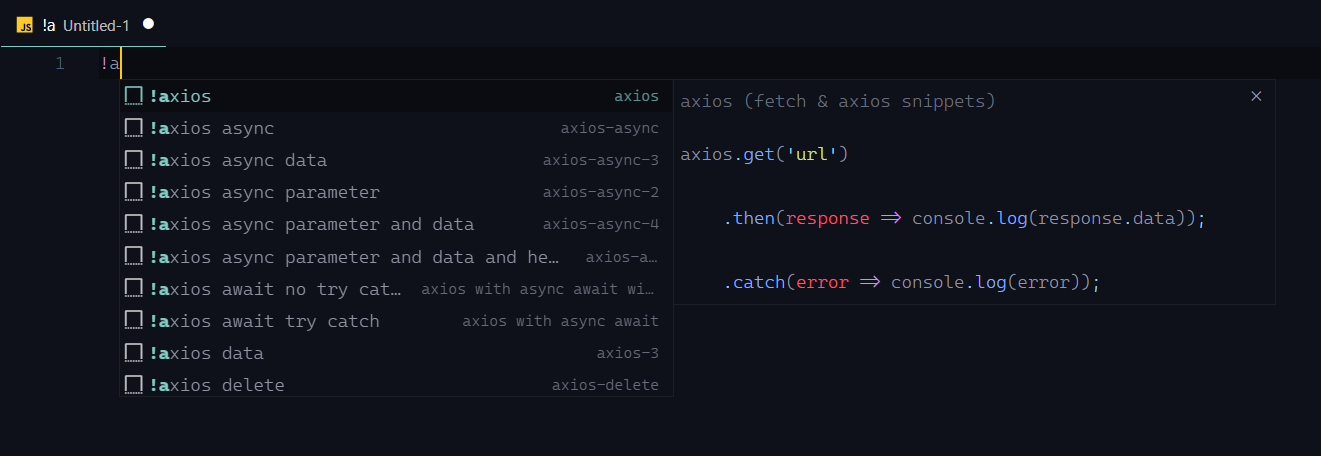 JS !a Untitled-1
1 !a
!axios axios
!axios async axios-async
!axios async data axios-async-3
!axios async parameter axios-async-2
!axios async parameter and data axios-async-4
!axios async parameter and data and he… axios-a…
!axios await no try cat… axios with async await wi…
!axios await try catch axios with async await
!axios data axios-3
!axios delete axios-delete
axios (fetch & axios snippets)
axios.get('url')
.then(response => console.log(response.data));
.catch(error => console.log(error));